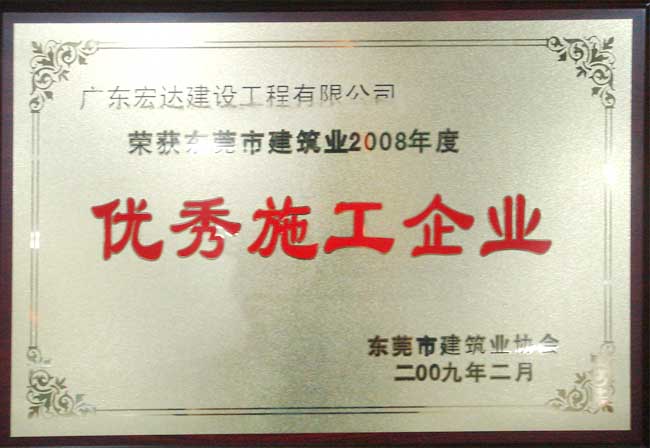 广东宏达建设工程有限公司
荣获东莞市建筑业2008年度
优秀施工企业
东莞市建筑业协会
二00九年二月